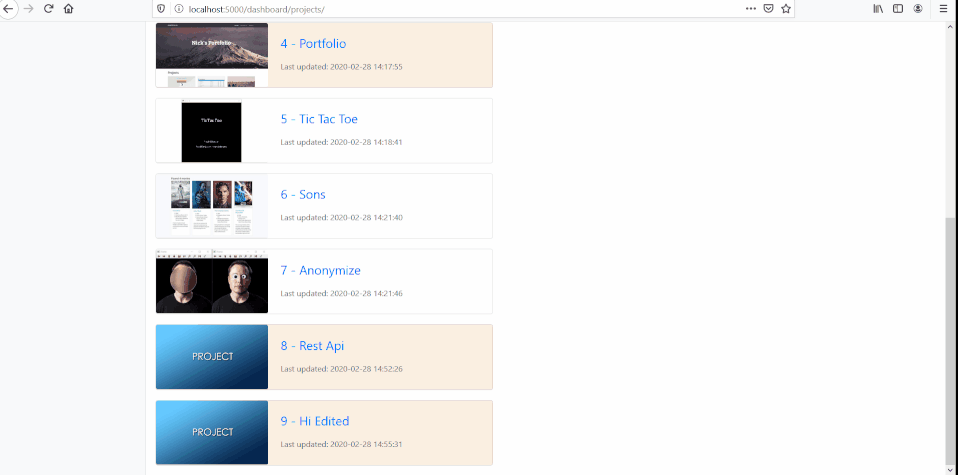 localhost:5000/dashboard/projects/
Nick's Portfolio
Projects
4 - Portfolio
Last updated: 2020-02-28 14:17:55
Tic Tac Toe
5 - Tic Tac Toe
Last updated: 2020-02-28 14:18:41
6 - Sons
Last updated: 2020-02-28 14:21:40
7 - Anonymize
Last updated: 2020-02-28 14:21:46
PROJECT
8 - Rest Api
Last updated: 2020-02-28 14:52:26
PROJECT
9 - Hi Edited
Last updated: 2020-02-28 14:55:31